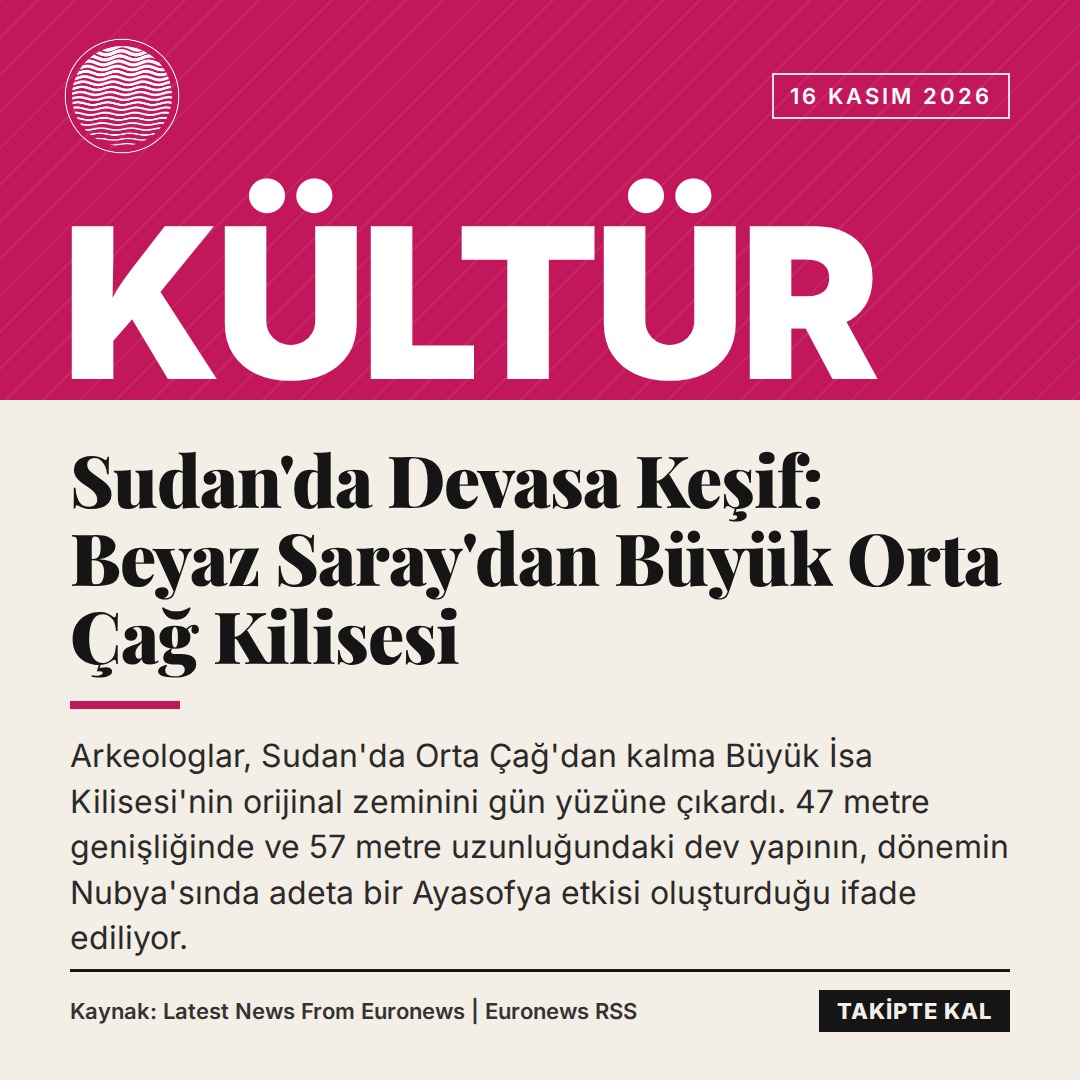 16 KASIM 2026
KÜLTÜR
Sudan'da Devasa Keşif:
Beyaz Saray'dan Büyük Orta
Çağ Kilisesi
Arkeologlar, Sudan'da Orta Çağ'dan kalma Büyük İsa
Kilisesi'nin orijinal zeminini gün yüzüne çıkardı. 47 metre
genişliğinde ve 57 metre uzunluğundaki dev yapının, dönemin
Nubya'sında adeta bir Ayasofya etkisi oluşturduğu ifade
ediliyor.
Kaynak: Latest News From Euronews | Euronews RSS
TAKİPTE KAL